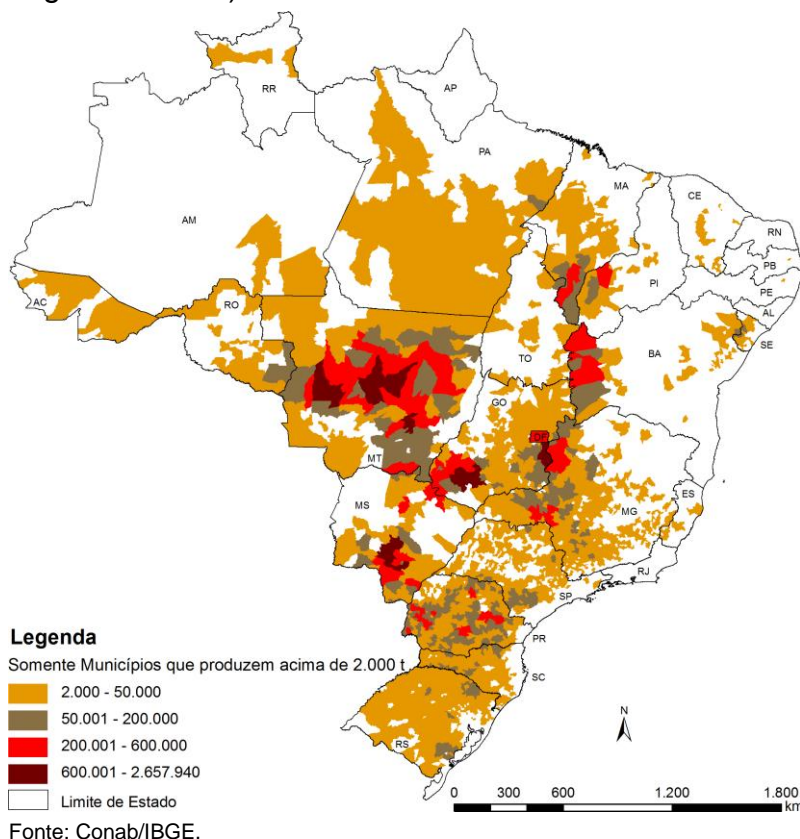 RR
AP
AM
PA
MA
CE
RN
PB
PE
AL
SE
PI
AC
RO
TO
BA
MT
GO
DF
MS
MG
ES
RJ
SP
PR
SC
RS
Legenda
Somente Municípios que produzem acima de 2.000 t
2.000 - 50.000
50.001 - 200.000
200.001 - 600.000
600.001 - 2.657.940
Limite de Estado
N
0 300 600 1.200 1.800
km
Fonte: Conab/IBGE.